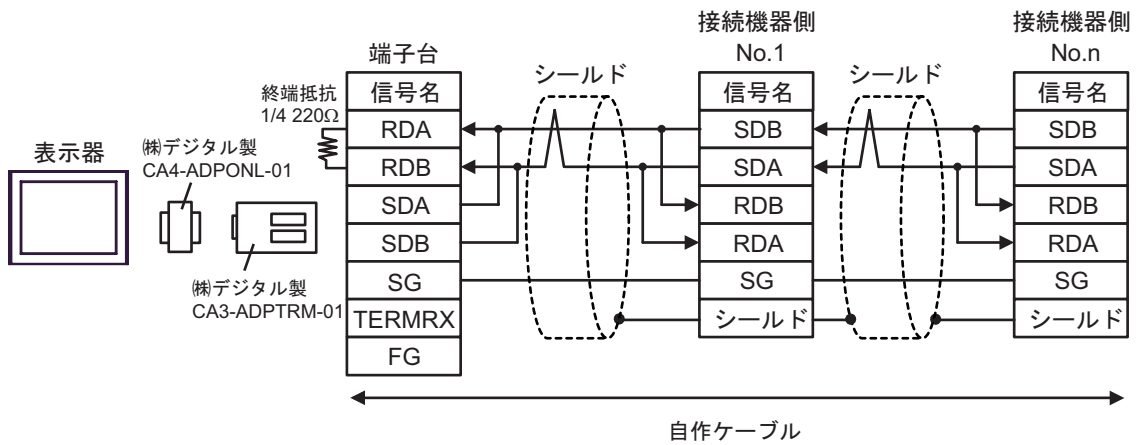 接続機器側
No.1
接続機器側
No.n
端子台
シールド
シールド
終端抵抗
1/4 220Ω
表示器
㈱デジタル製
CA4-ADPONL-01
㈱デジタル製
CA3-ADPTRM-01
信号名
RDA
RDB
SDA
SDB
SG
TERMRX
FG
信号名
SDB
SDA
RDB
RDA
SG
シールド
信号名
SDB
SDA
RDB
RDA
SG
シールド
自作ケーブル